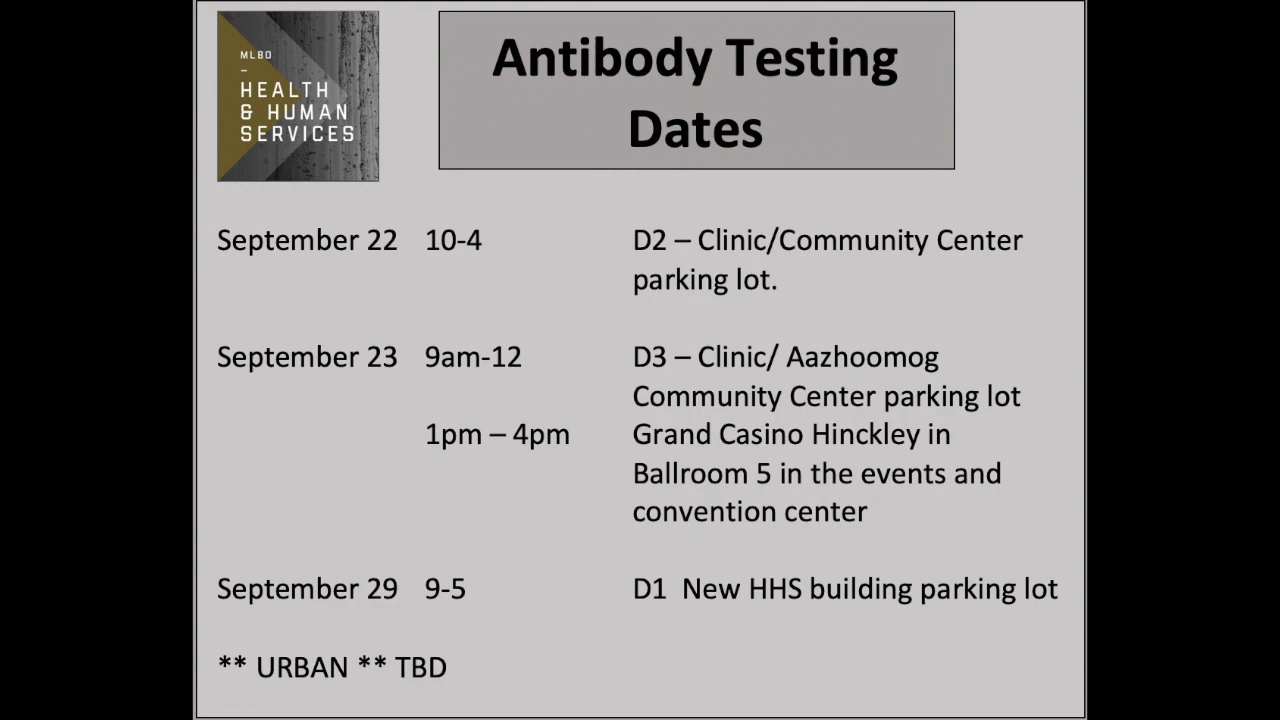 MLBO
–
HEALTH
& HUMAN
SERVICES
Antibody Testing
Dates
September 22 10-4 D2 – Clinic/Community Center
parking lot.
September 23 9am-12 D3 – Clinic/ Aazhoomog
Community Center parking lot
1pm – 4pm Grand Casino Hinckley in
Ballroom 5 in the events and
convention center
September 29 9-5 D1  New HHS building parking lot
** URBAN ** TBD